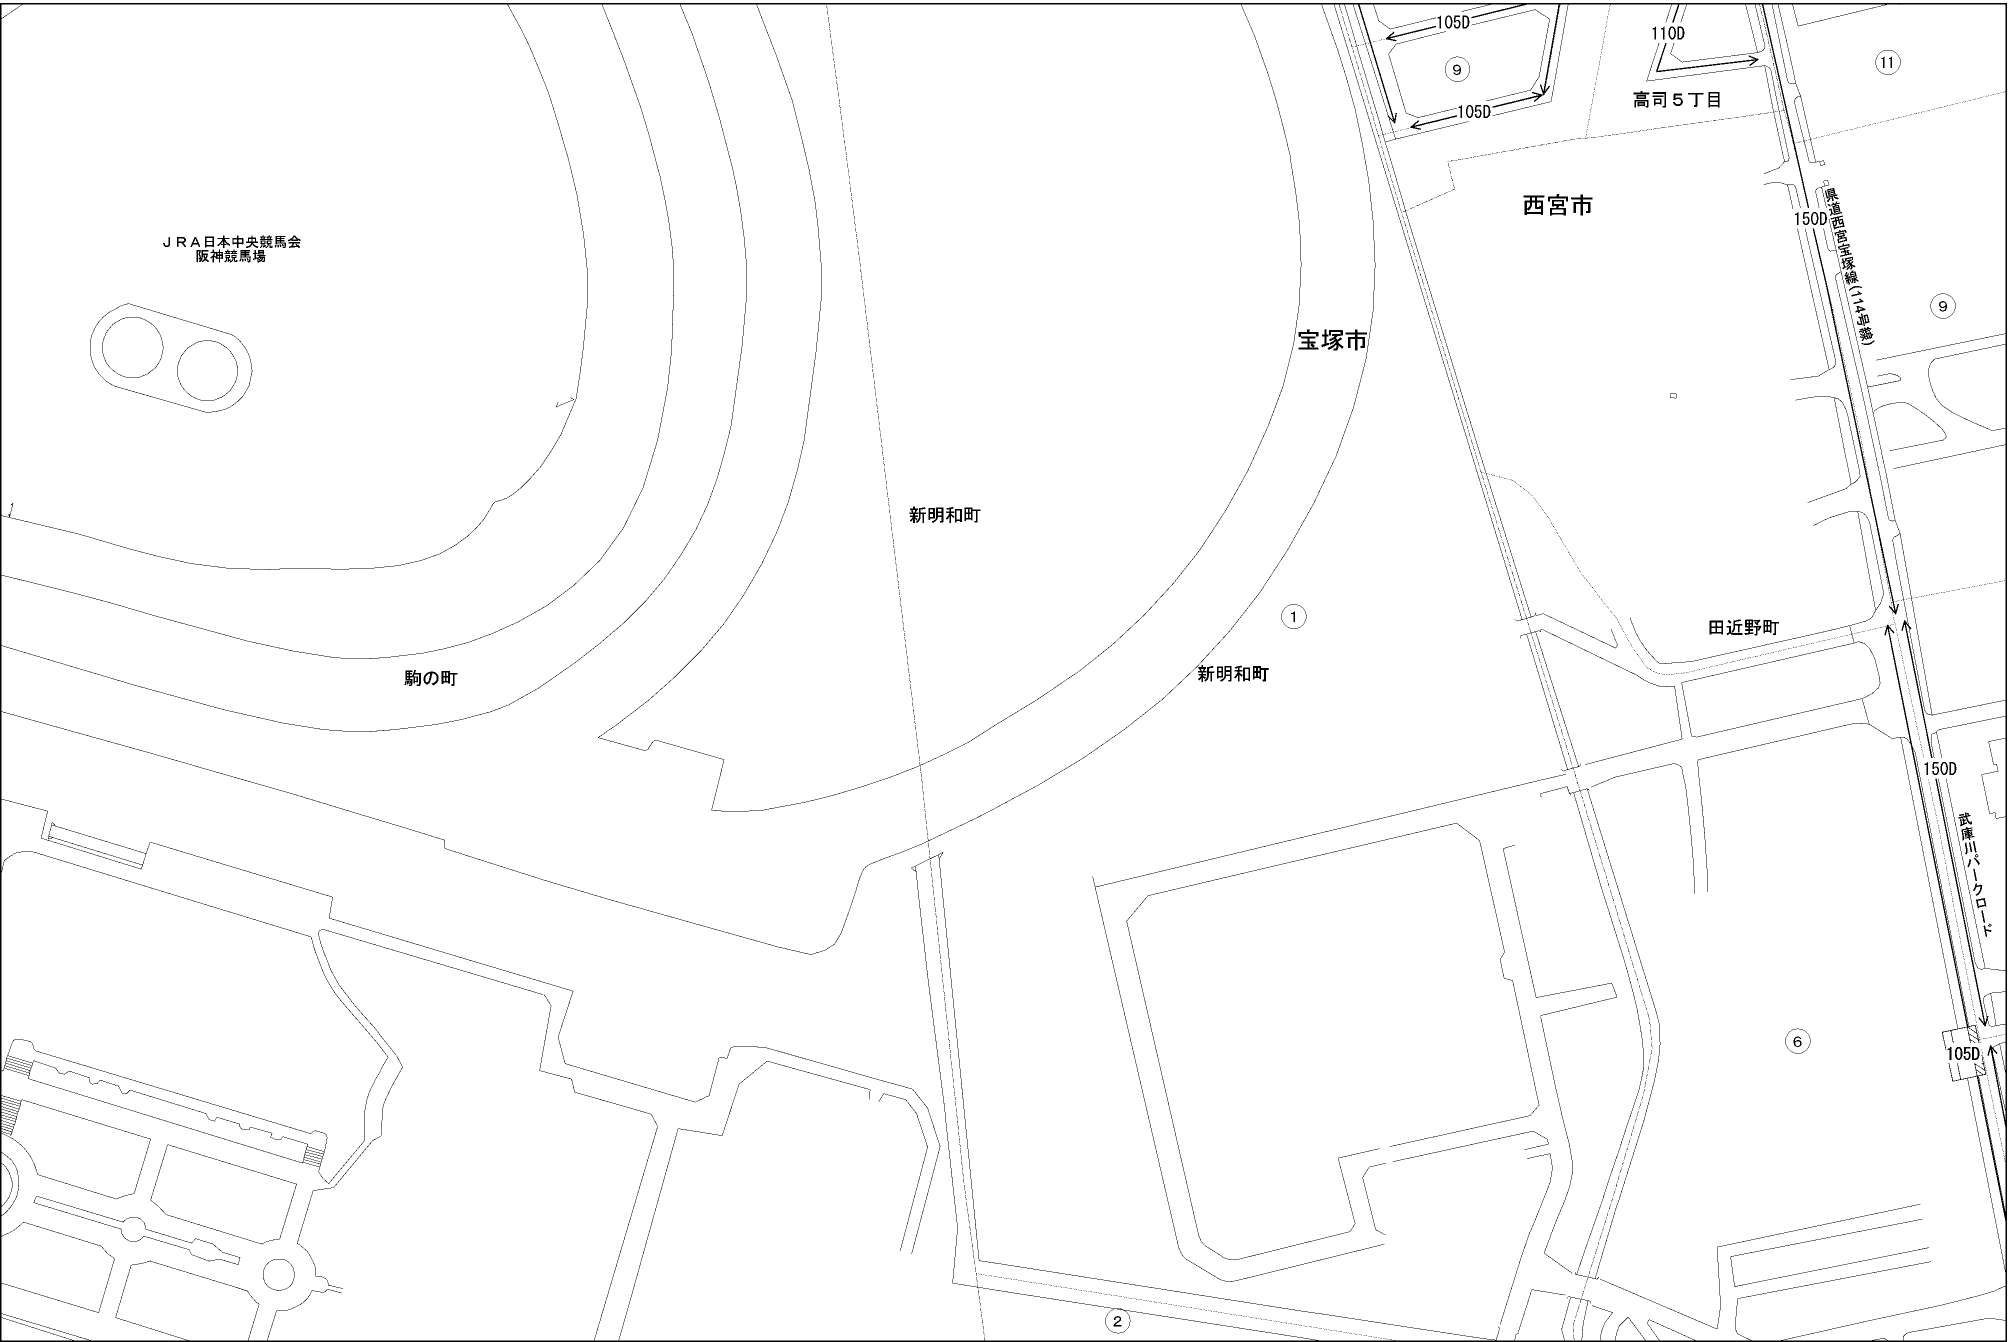 105D
110D
9
11
105D
高司５丁目
西宮市
150D
県道西宮宝塚線(114号線)
ＪＲＡ日本中央競馬会
阪神競馬場
9
宝塚市
新明和町
1
田近野町
新明和町
駒の町
150D
武庫川パークロード
6
105D
2